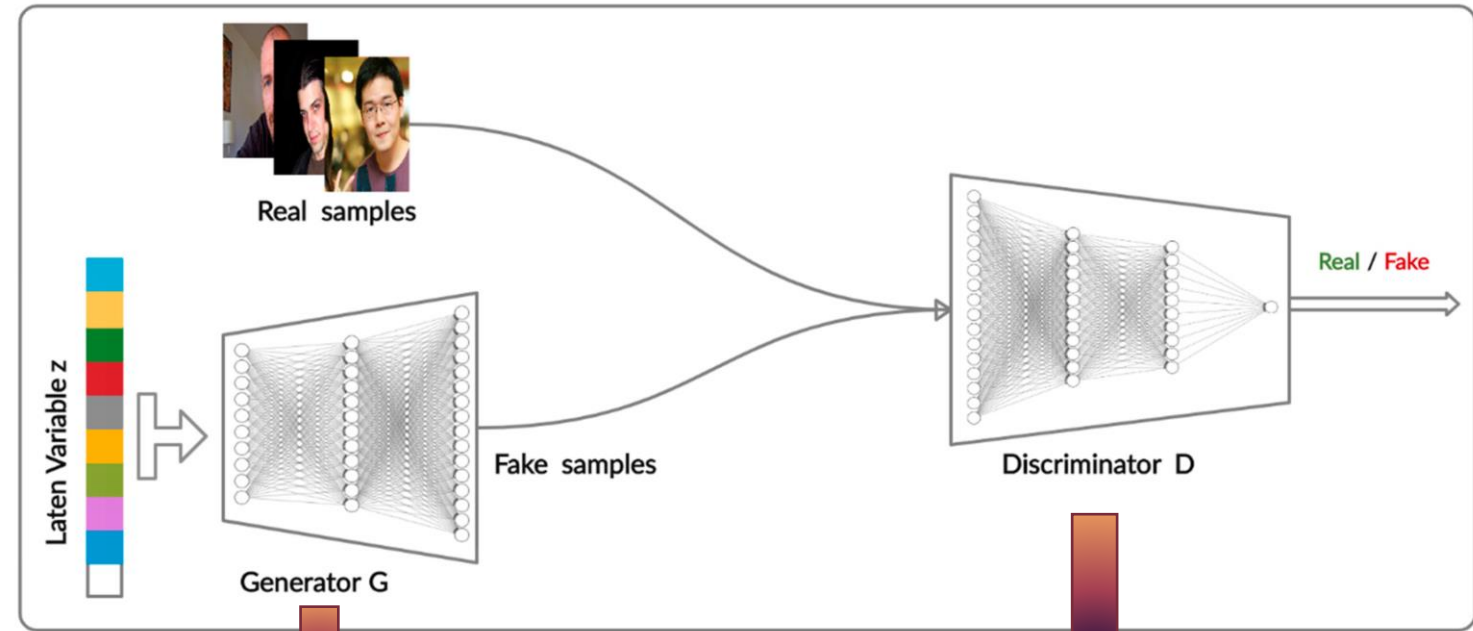 Real samples
Laten Variable z
Generator G
Fake samples
Discriminator D
Real / Fake